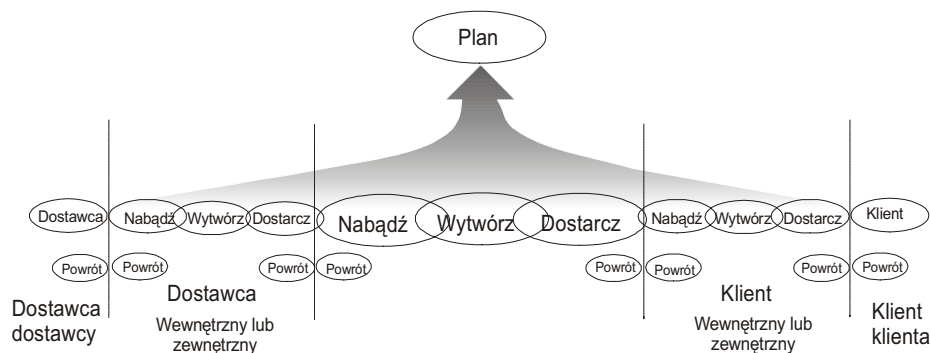 Plan
Dostawca Nabądź Wytwórz Dostarcz Nabądź Wytwórz Dostarcz Nabądź Wytwórz Dostarcz Klient
Powrót Powrót Powrót Powrót Powrót Powrót Powrót Powrót
Dostawca
dostawcy
Dostawca
Wewnętrzny lub
zewnętrzny
Klient
Wewnętrzny lub
zewnętrzny
Klient
klienta